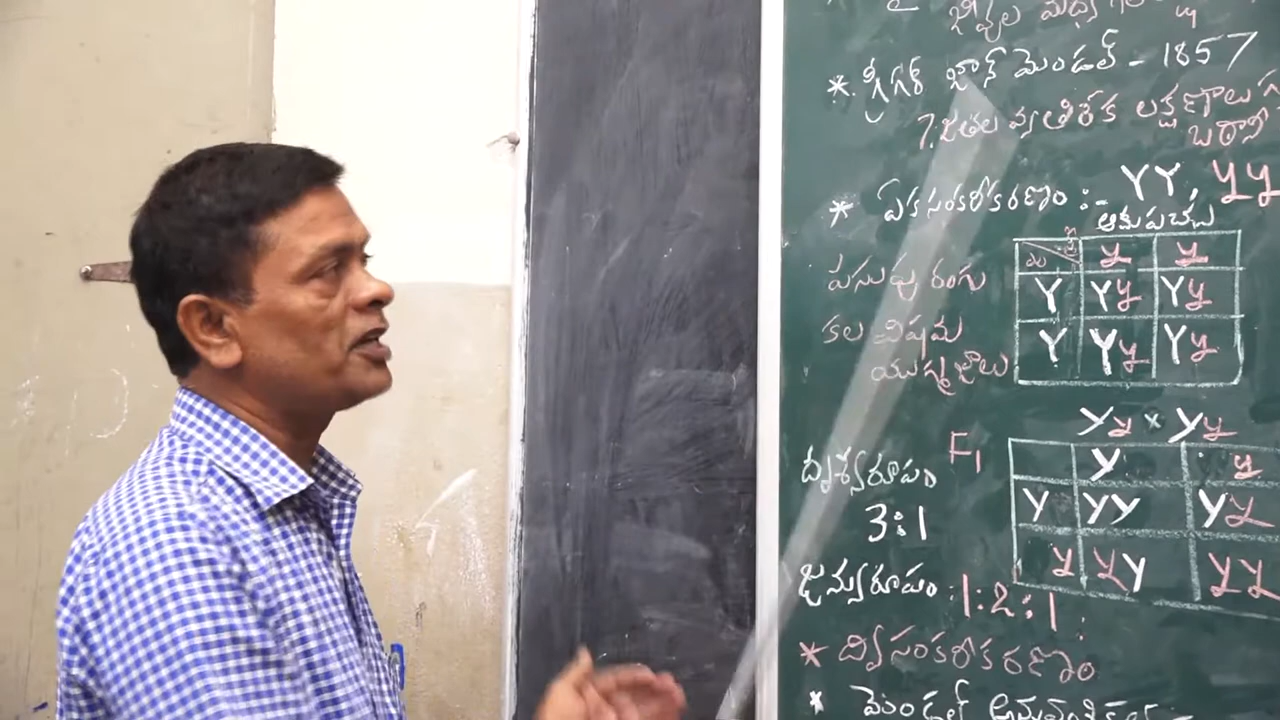 జీవుల మధ్య
* గ్రీగర్ జాన్ మెండల్ - 1857
7.జతల వ్యతిరేక లక్షణాలు గ
బఠానీ
* ఏకసంకరీకరణం :- YY, yy
ఆకుపచ్చ
పసుపు రంగు
y y
Y Yy Yy
కల విషమ
Y Yy Yy
యుగ్మజాలు
Yy × Yy
F1
Y y
దృశ్యరూపం
Y YY Yy
3:1
y yY yy
జన్యురూపం :1:2:1
* ద్విసంకరీకరణం
* మెండల్